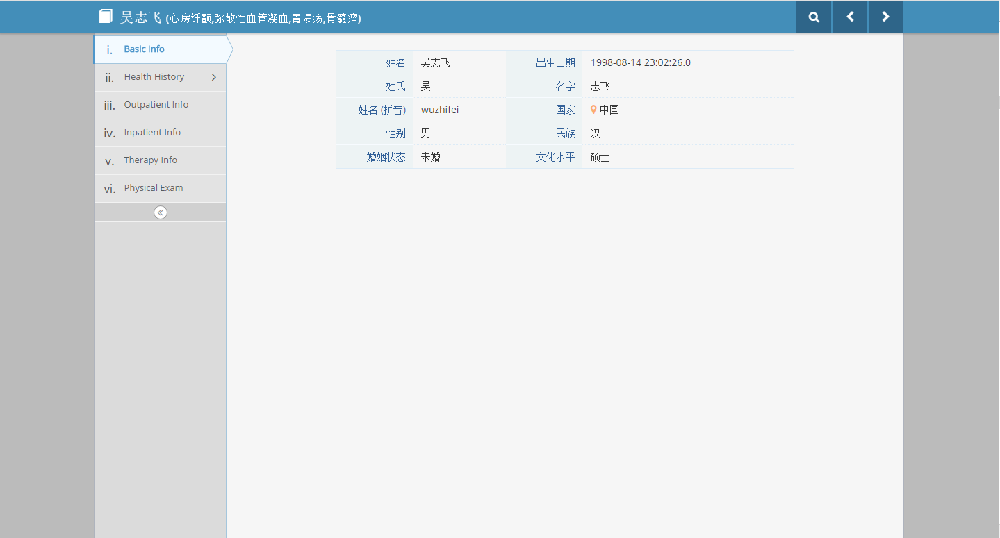 吴志飞 (心房纤颤,弥散性血管凝血,胃溃疡,骨髓瘤)
i. Basic Info
ii. Health History
iii. Outpatient Info
iv. Inpatient Info
v. Therapy Info
vi. Physical Exam
姓名 吴志飞 出生日期 1998-08-14 23:02:26.0
姓氏 吴 名字 志飞
姓名 (拼音) wuzhifei 国家 中国
性别 男 民族 汉
婚姻状态 未婚 文化水平 硕士